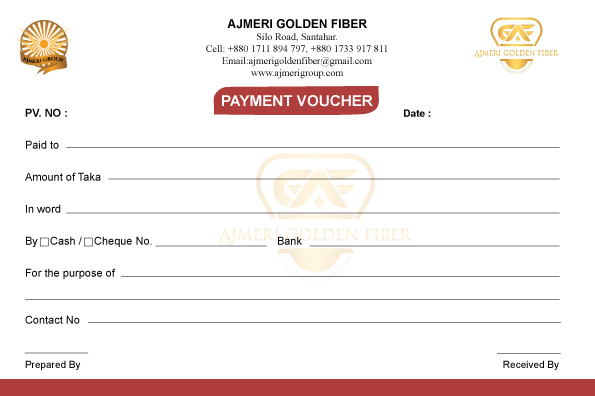 AJMERI GOLDEN FIBER
Silo Road, Santahar.
Cell: +880 1711 894 797, +880 1733 917 811
Email:ajmerigoldenfiber@gmail.com
www.ajmerigroup.com
AJMERI GROUP
AJMERI GOLDEN FIBER
PAYMENT VOUCHER
PV. NO :
Date :
Paid to
Amount of Taka
In word
By Cash / Cheque No. Bank
AJMERI GOLDEN FIBER
For the purpose of
Contact No
Prepared By
Received By